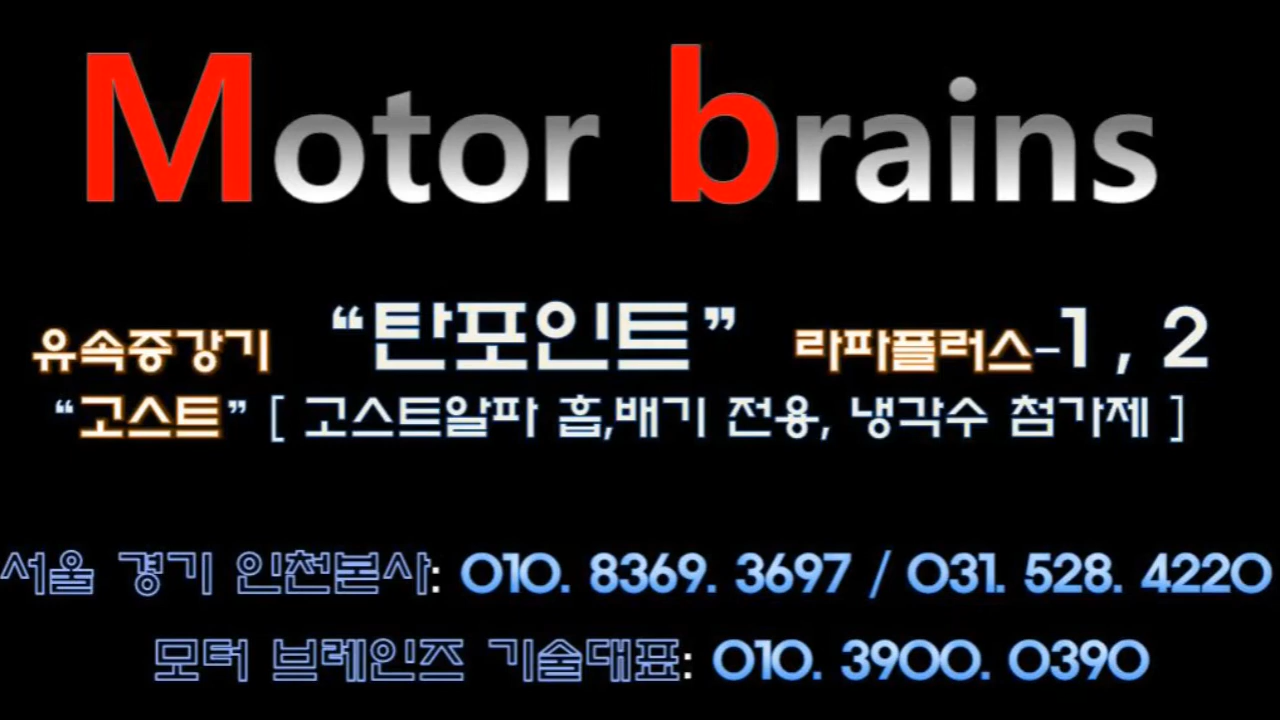 Motor brains
유속증강기 “탄포인트” 라파플러스-1 , 2
“고스트” [ 고스트알파 흡,배기 전용, 냉각수 첨가제 ]
서울 경기 인천본사: 010. 8369. 3697 / 031. 528. 4220
모터 브레인즈 기술대표: 010. 3900. 0390